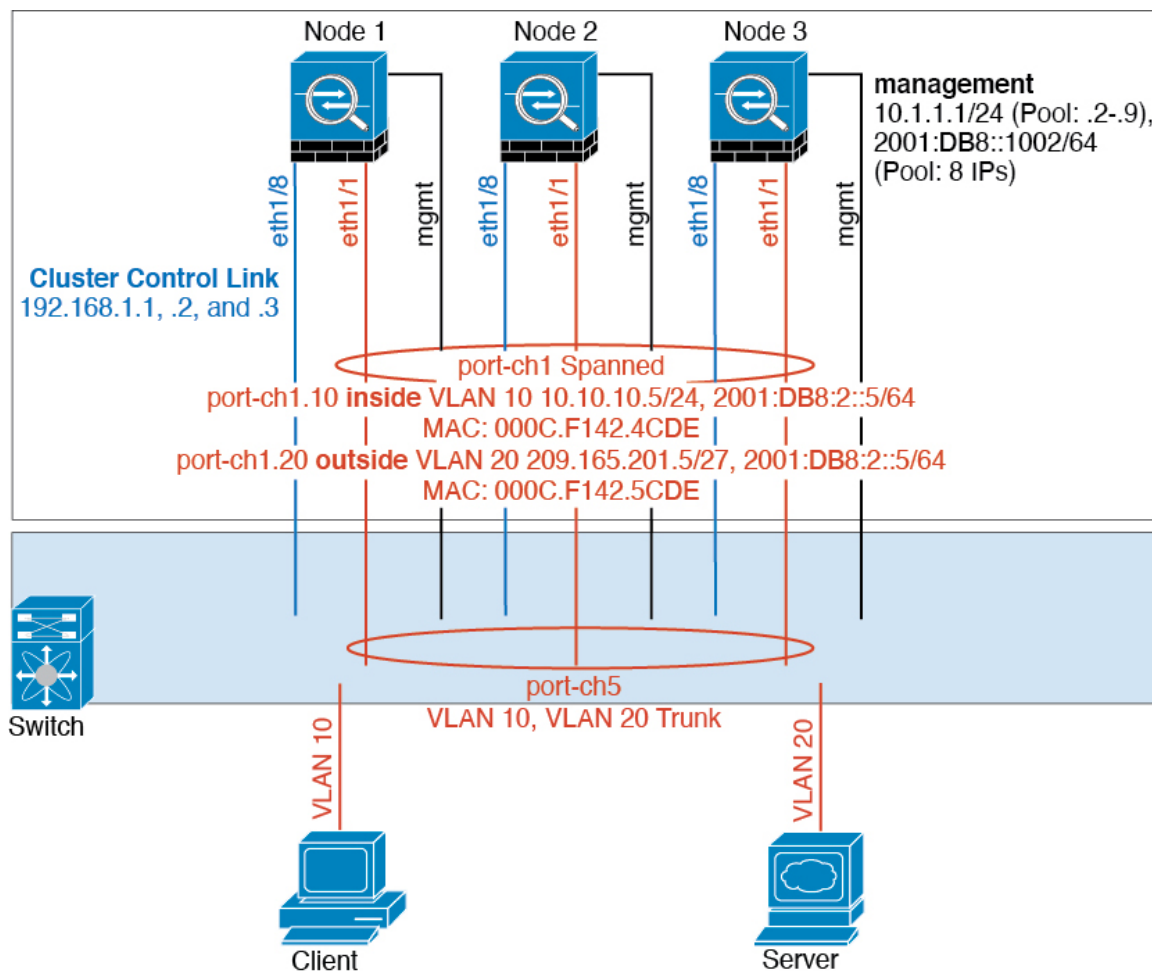 Node 1
Node 2
Node 3
management
10.1.1.1/24 (Pool: .2-.9),
2001:DB8::1002/64
(Pool: 8 IPs)
eth1/8
eth1/1
mgmt
eth1/8
eth1/1
mgmt
eth1/8
eth1/1
mgmt
Cluster Control Link
192.168.1.1, .2, and .3
port-ch1 Spanned
port-ch1.10 inside VLAN 10 10.10.10.5/24, 2001:DB8:2::5/64
MAC: 000C.F142.4CDE
port-ch1.20 outside VLAN 20 209.165.201.5/27, 2001:DB8:2::5/64
MAC: 000C.F142.5CDE
port-ch5
VLAN 10, VLAN 20 Trunk
Switch
VLAN 10
VLAN 20
Client
Server